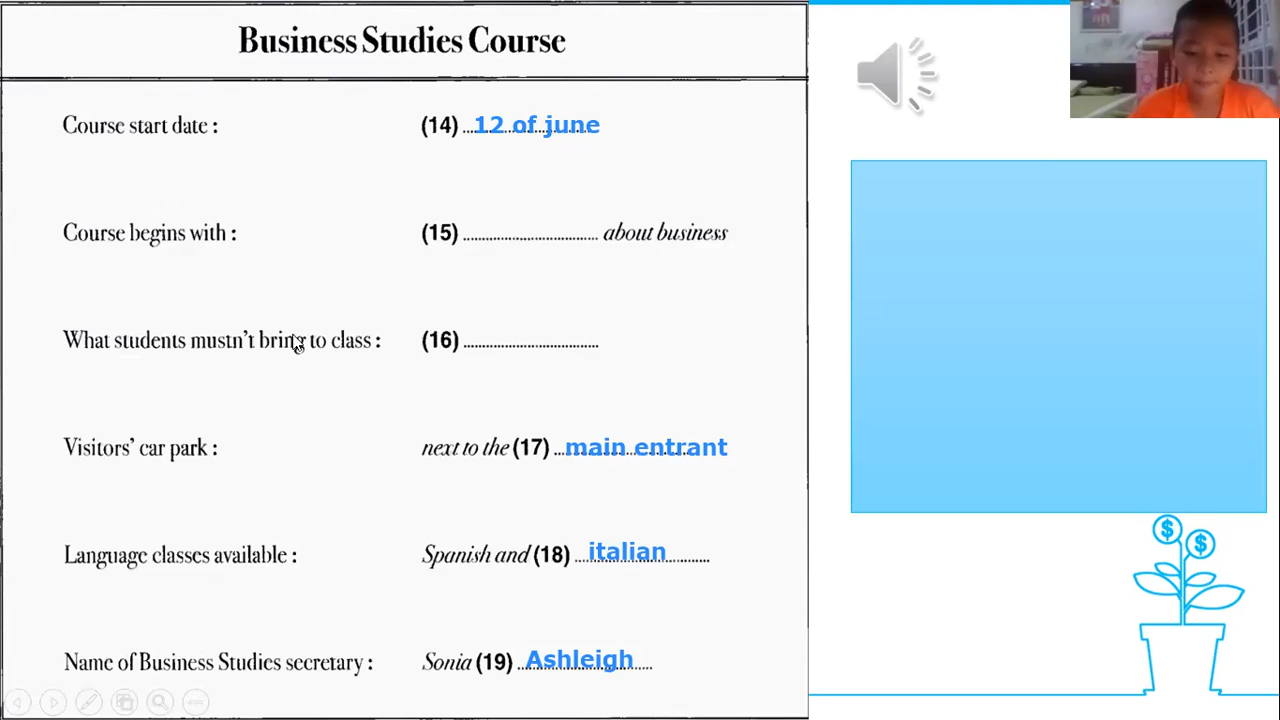 Business Studies Course
Course start date : (14) 12 of june
Course begins with : (15) .................................. about business
What students mustn't bring to class : (16) ..................................
Visitors' car park : next to the (17) main entrant
Language classes available : Spanish and (18) italian
Name of Business Studies secretary : Sonia (19) Ashleigh
$ $